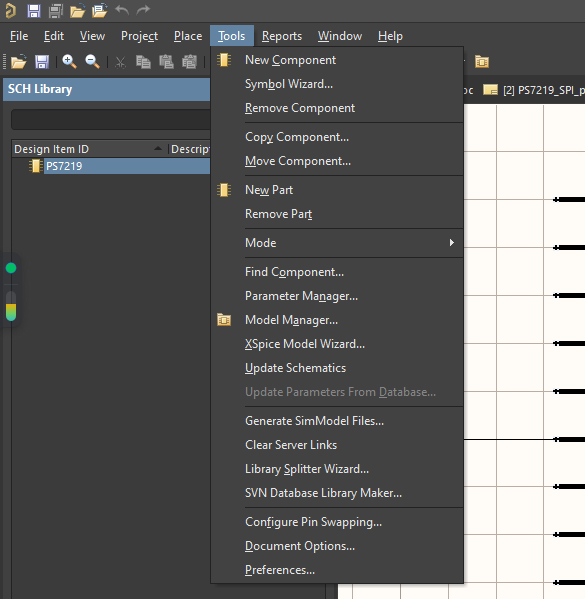 File Edit View Project Place Tools Reports Window Help
SCH Library
[2] PS7219_SPI_p
Design Item ID Descript
PS7219
New Component
Symbol Wizard...
Remove Component
Copy Component...
Move Component...
New Part
Remove Part
Mode
Find Component...
Parameter Manager...
Model Manager...
XSpice Model Wizard...
Update Schematics
Update Parameters From Database...
Generate SimModel Files...
Clear Server Links
Library Splitter Wizard...
SVN Database Library Maker...
Configure Pin Swapping...
Document Options...
Preferences...